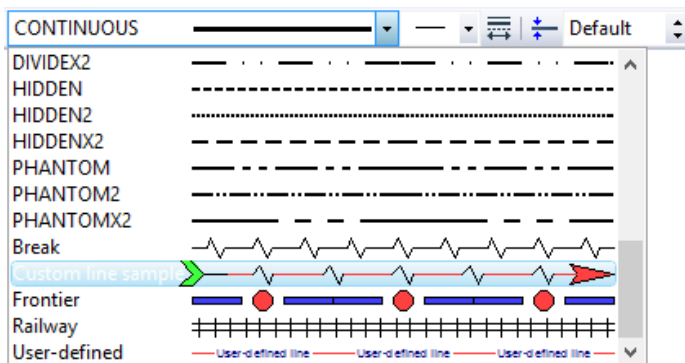 CONTINUOUS Default
DIVIDEX2
HIDDEN
HIDDEN2
HIDDENX2
PHANTOM
PHANTOM2
PHANTOMX2
Break
Custom line sample
Frontier
Railway
User-defined User-defined line User-defined line User-defined line